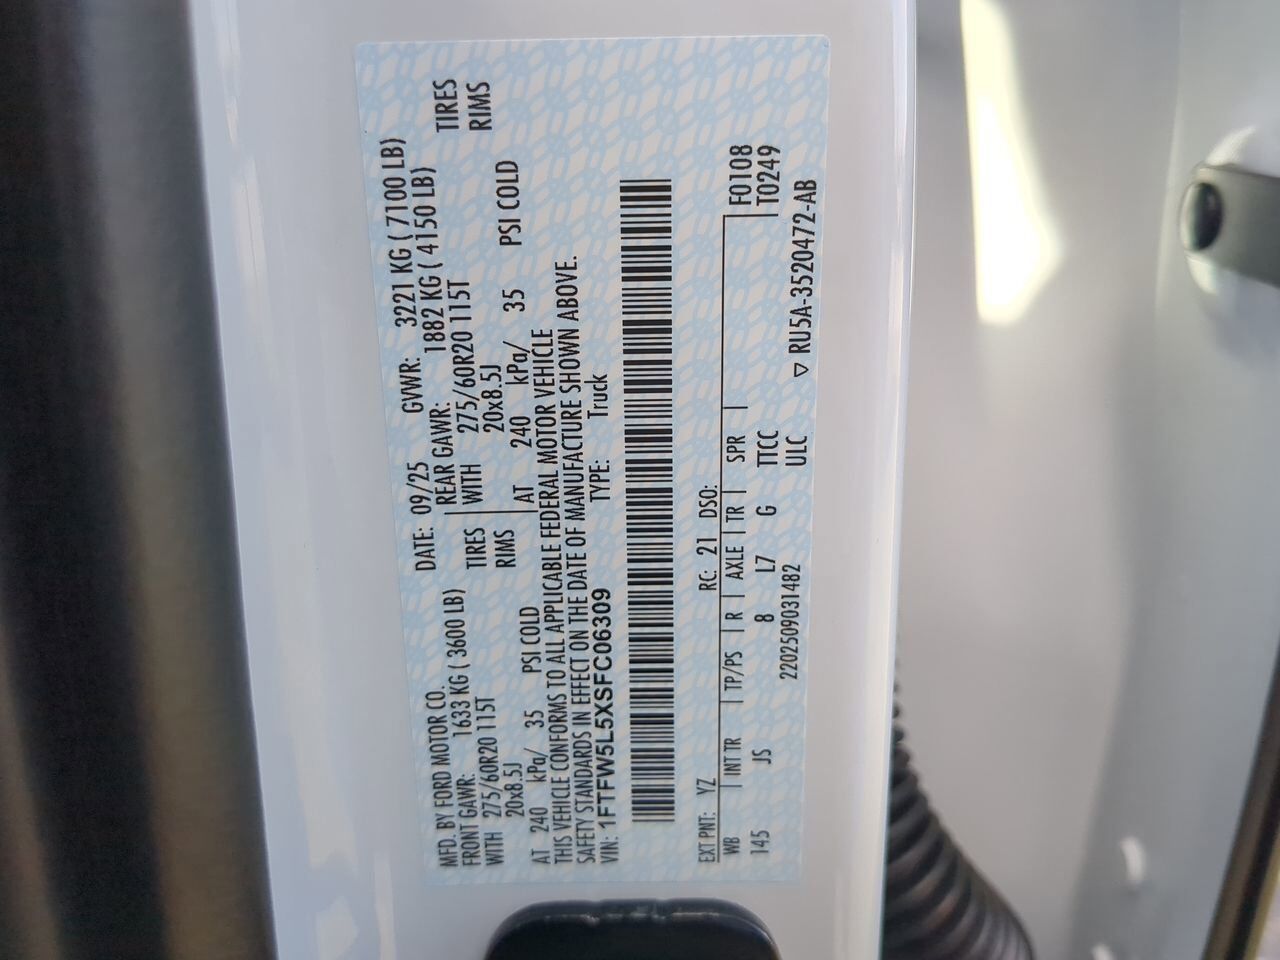 MFD. BY FORD MOTOR CO.
DATE: 09/25 GVWR: 3221 KG ( 7100 LB)
FRONT GAWR: 1633 KG ( 3600 LB)
REAR GAWR: 1882 KG ( 4150 LB)
WITH 275/60R20 115T TIRES
WITH 275/60R20 115T TIRES
20x8.5J RIMS
20x8.5J RIMS
AT 240 kPa/ 35 PSI COLD
AT 240 kPa/ 35 PSI COLD
THIS VEHICLE CONFORMS TO ALL APPLICABLE FEDERAL MOTOR VEHICLE
SAFETY STANDARDS IN EFFECT ON THE DATE OF MANUFACTURE SHOWN ABOVE.
VIN: 1FTFW5L5XSFC06309 TYPE: Truck
EXT PNT: YZ RC: 21 DSO: F0108
WB INT TR TP/PS R AXLE TR SPR T0249
145 JS 8 L7 G TTCC
2202509031482 ULC ▽ RU5A-3520472-AB